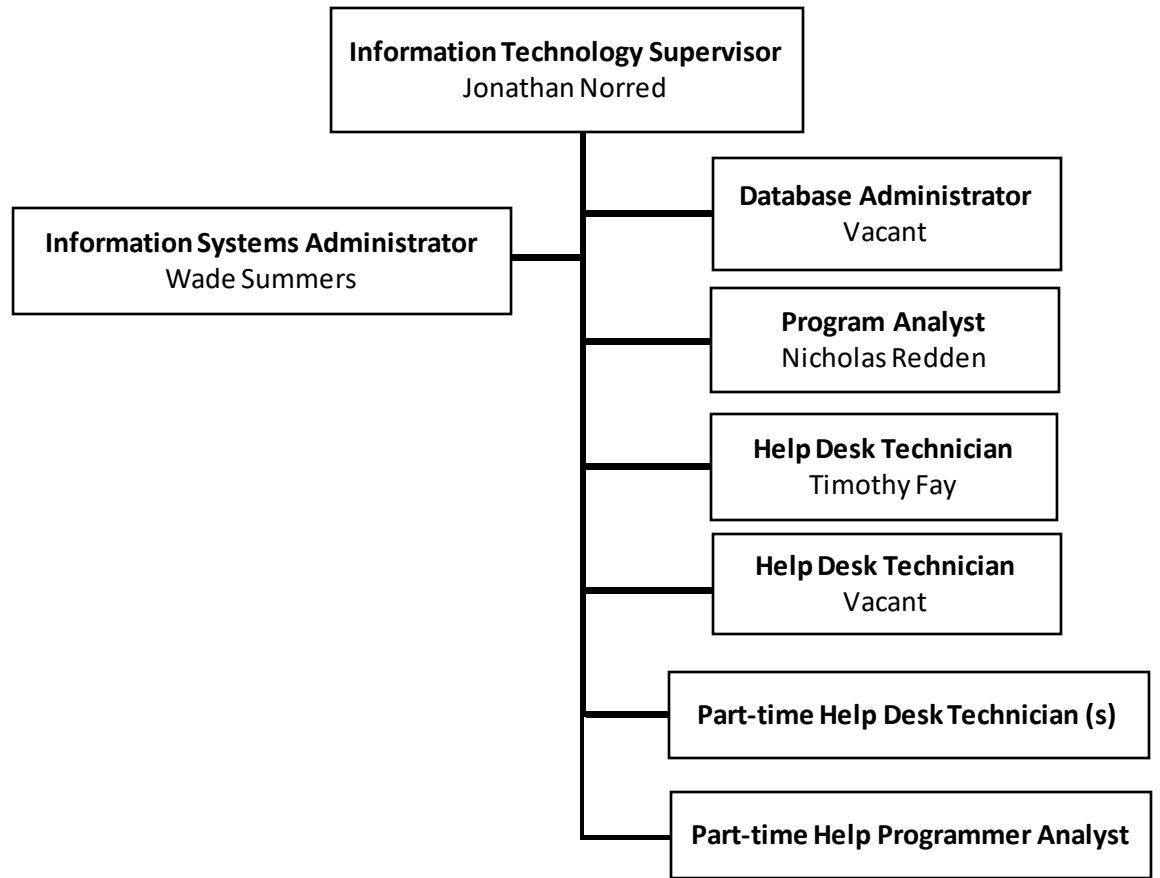 Information Technology Supervisor
Jonathan Norred
Database Administrator
Vacant
Information Systems Administrator
Wade Summers
Program Analyst
Nicholas Redden
Help Desk Technician
Timothy Fay
Help Desk Technician
Vacant
Part-time Help Desk Technician (s)
Part-time Help Programmer Analyst